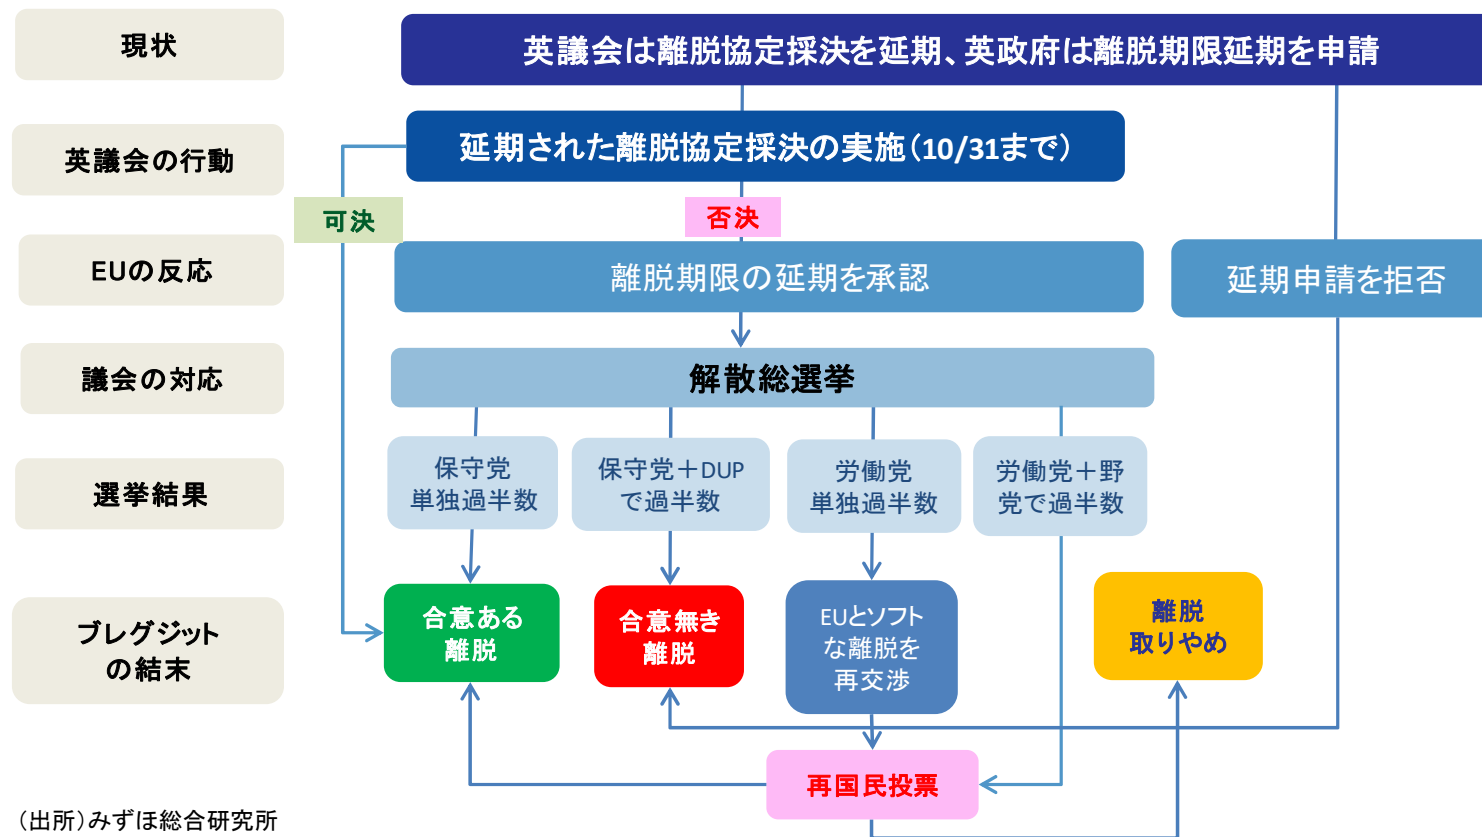 現状
英議会は離脱協定採決を延期、英政府は離脱期限延期を申請
英議会の行動
延期された離脱協定採決の実施（10/31まで）
可決
否決
EUの反応
離脱期限の延期を承認
延期申請を拒否
議会の対応
解散総選挙
選挙結果
保守党
単独過半数
保守党＋DUP
で過半数
労働党
単独過半数
労働党＋野
党で過半数
ブレグジット
の結末
合意ある
離脱
合意無き
離脱
EUとソフト
な離脱を
再交渉
離脱
取りやめ
再国民投票
（出所）みずほ総合研究所